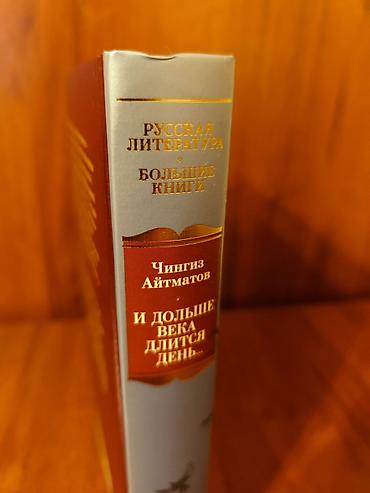 РУССКАЯ
ЛИТЕРАТУРА
•
БОЛЬШИЕ
КНИГИ
Чингиз
Айтматов
•
И ДОЛЬШЕ
ВЕКА
ДЛИТСЯ
ДЕНЬ...